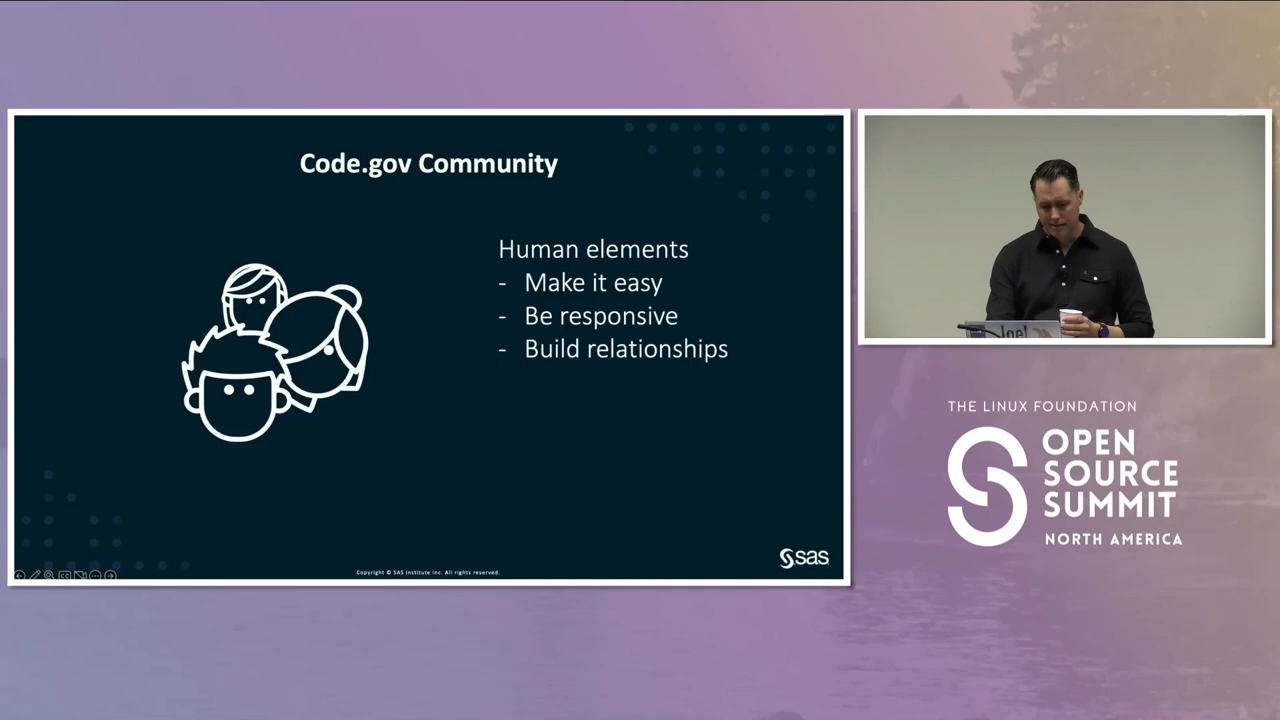 Code.gov Community
Human elements
- Make it easy
- Be responsive
- Build relationships
sas
Copyright © SAS Institute Inc. All rights reserved.
Joel
THE LINUX FOUNDATION
OPEN
SOURCE
SUMMIT
NORTH AMERICA